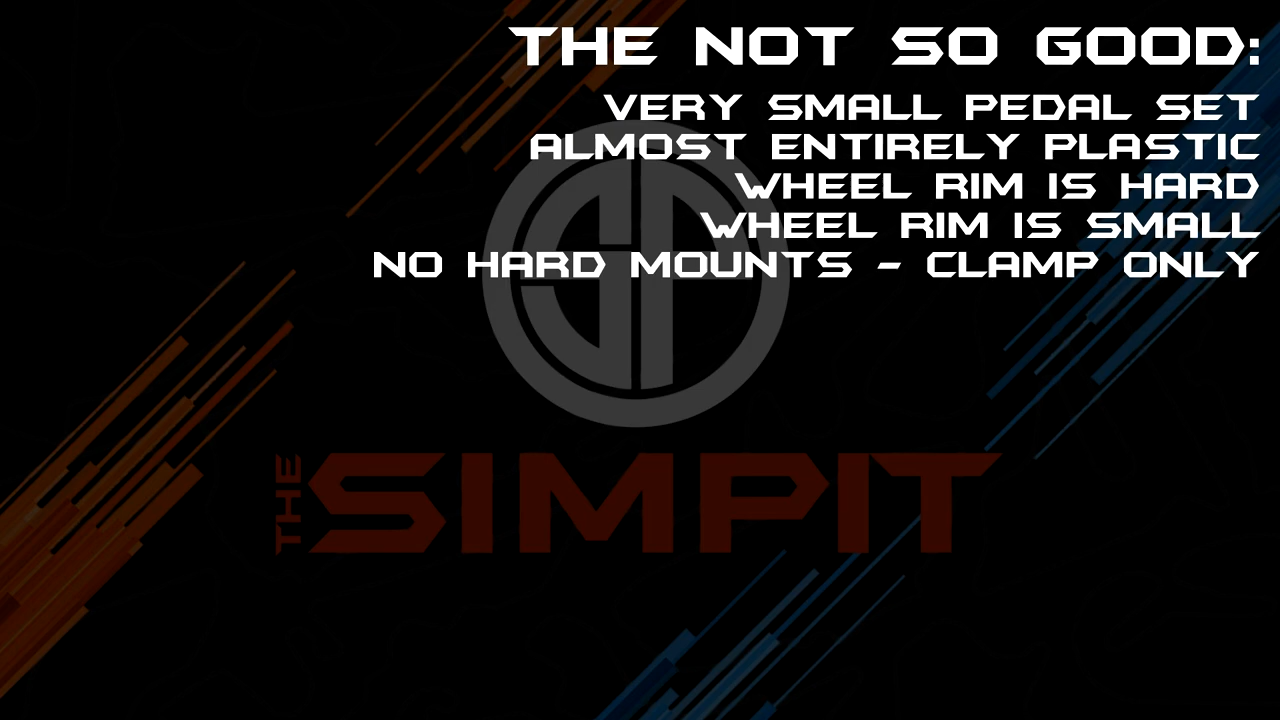 THE NOT SO GOOD:
VERY SMALL PEDAL SET
ALMOST ENTIRELY PLASTIC
WHEEL RIM IS HARD
WHEEL RIM IS SMALL
NO HARD MOUNTS - CLAMP ONLY
SP
THE SIMPIT